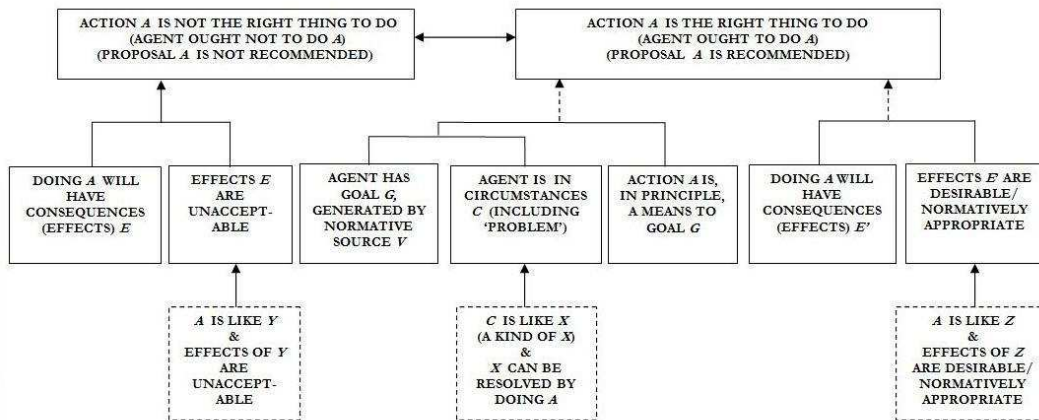 ACTION A IS NOT THE RIGHT THING TO DO
(AGENT OUGHT NOT TO DO A)
(PROPOSAL A IS NOT RECOMMENDED)
ACTION A IS THE RIGHT THING TO DO
(AGENT OUGHT TO DO A)
(PROPOSAL A IS RECOMMENDED)
DOING A WILL
HAVE
CONSEQUENCES
(EFFECTS) E
EFFECTS E
ARE
UNACCEPT-
ABLE
AGENT HAS
GOAL G,
GENERATED BY
NORMATIVE
SOURCE V
AGENT IS IN
CIRCUMSTANCES
C (INCLUDING
‘PROBLEM’)
ACTION A IS,
IN PRINCIPLE,
A MEANS TO
GOAL G
DOING A WILL
HAVE
CONSEQUENCES
(EFFECTS) E’
EFFECTS E’ ARE
DESIRABLE/
NORMATIVELY
APPROPRIATE
A IS LIKE Y
&
EFFECTS OF Y
ARE
UNACCEPT-
ABLE
C IS LIKE X
(A KIND OF X)
&
X CAN BE
RESOLVED BY
DOING A
A IS LIKE Z
&
EFFECTS OF Z
ARE DESIRABLE/
NORMATIVELY
APPROPRIATE